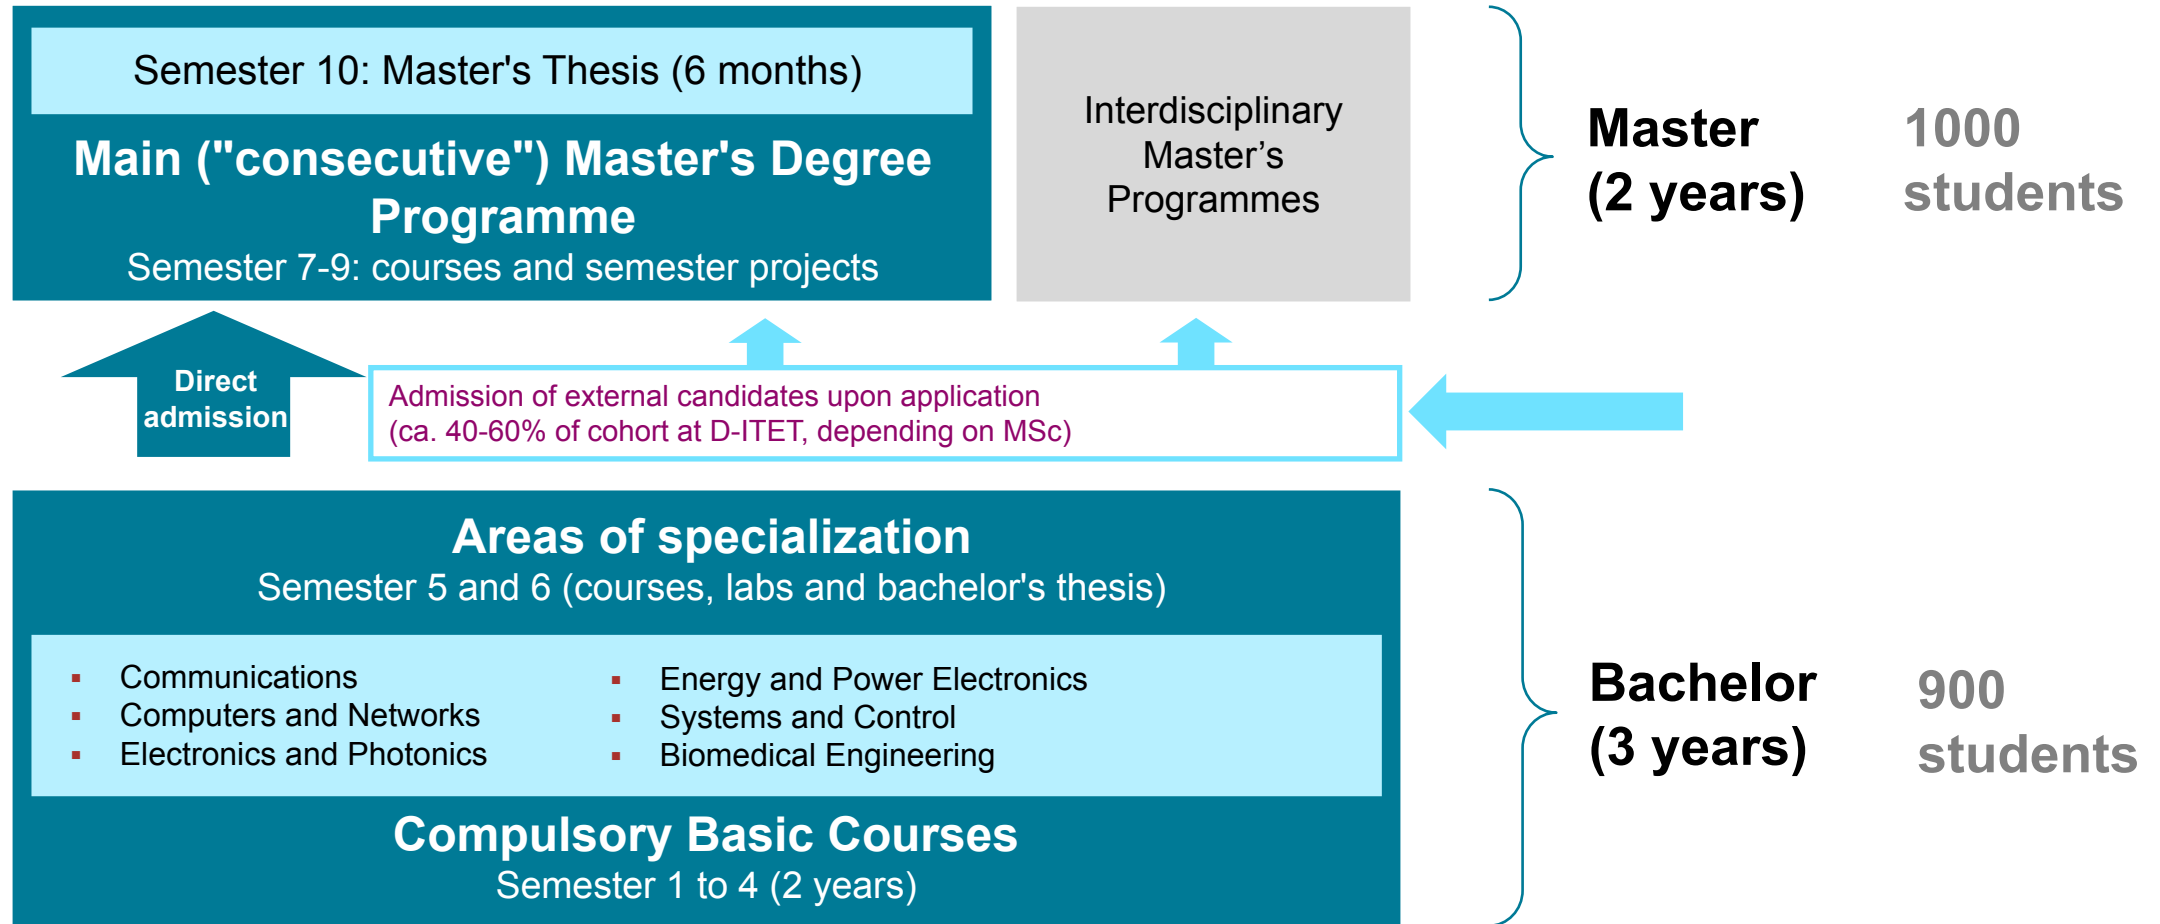 Semester 10: Master's Thesis (6 months)
Main ("consecutive") Master's Degree
Programme
Semester 7-9: courses and semester projects
Interdisciplinary
Master’s
Programmes
Master
(2 years)
1000
students
Direct
admission
Admission of external candidates upon application
(ca. 40-60% of cohort at D-ITET, depending on MSc)
Areas of specialization
Semester 5 and 6 (courses, labs and bachelor's thesis)
▪ Communications
▪ Computers and Networks
▪ Electronics and Photonics
▪ Energy and Power Electronics
▪ Systems and Control
▪ Biomedical Engineering
Compulsory Basic Courses
Semester 1 to 4 (2 years)
Bachelor
(3 years)
900
students